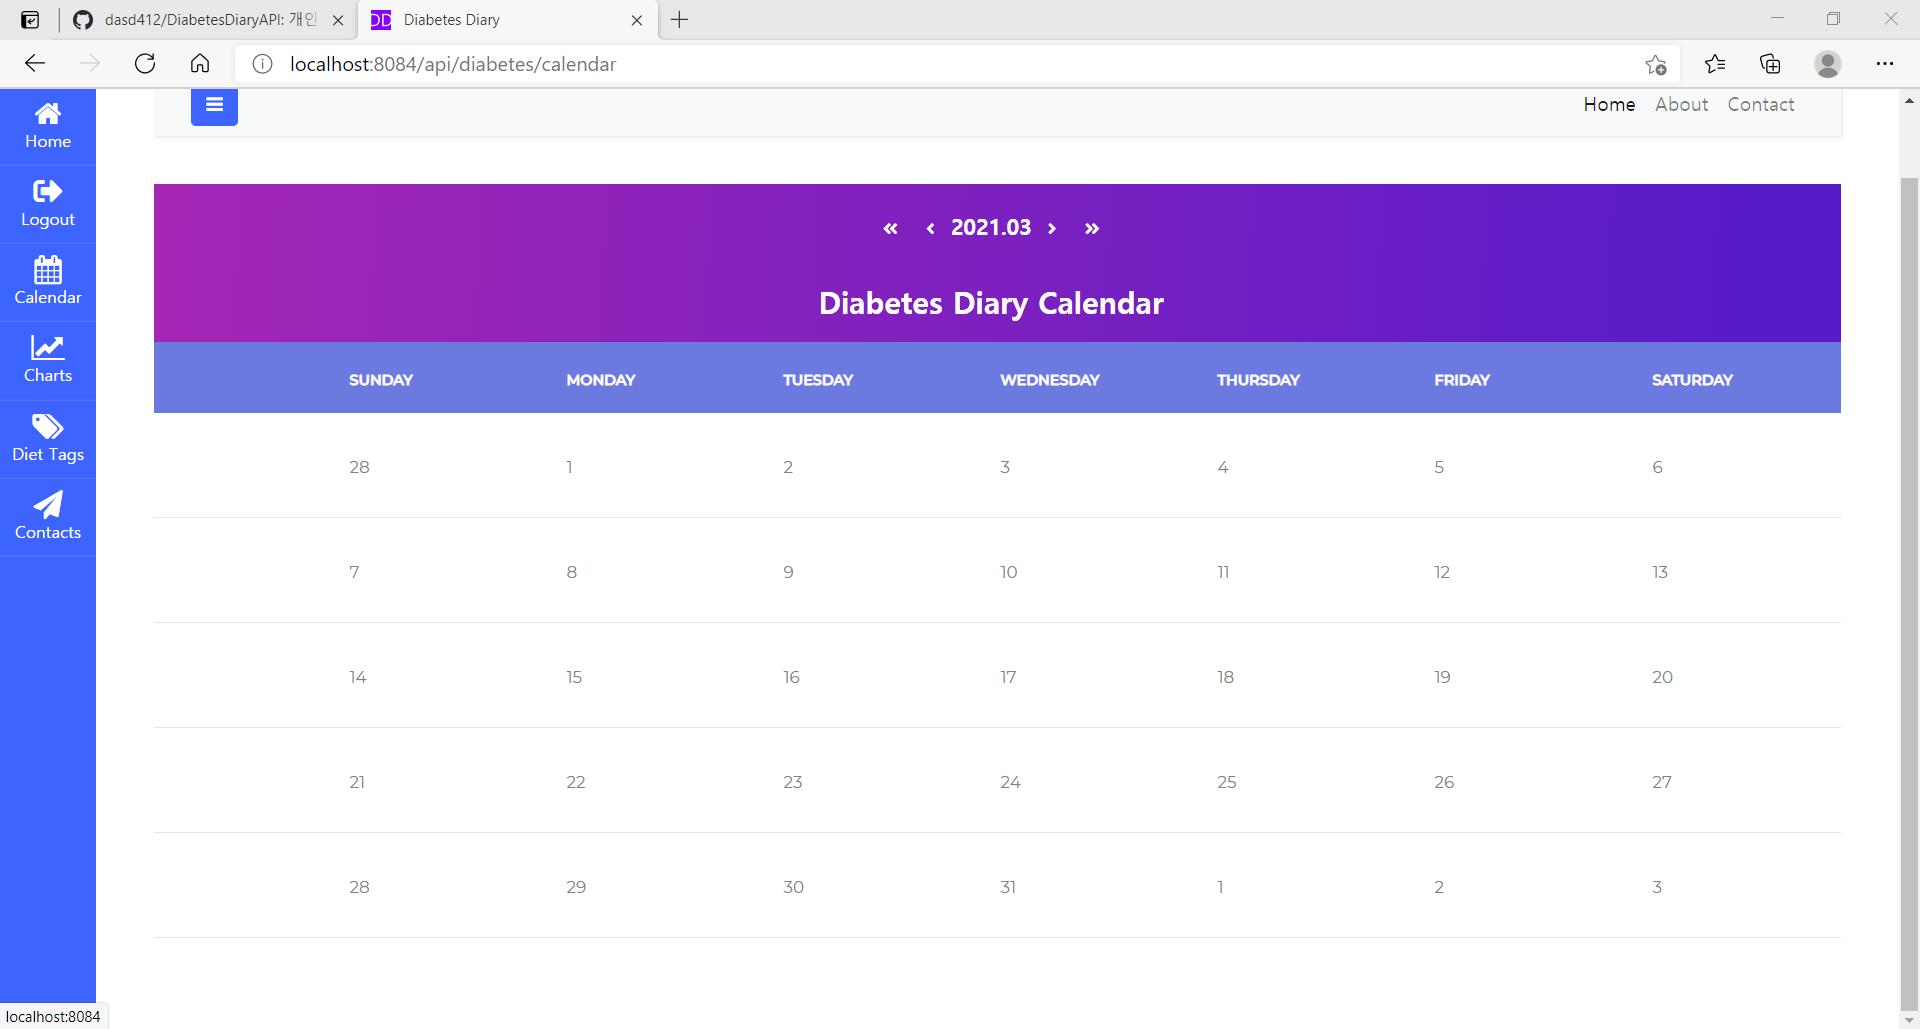 dasd412/DiabetesDiaryAPI: 개인
DD Diabetes Diary
localhost:8084/api/diabetes/calendar
Home About Contact
Home
Logout
Calendar
Charts
Diet Tags
Contacts
« ‹ 2021.03 › »
Diabetes Diary Calendar
SUNDAY MONDAY TUESDAY WEDNESDAY THURSDAY FRIDAY SATURDAY
28 1 2 3 4 5 6
7 8 9 10 11 12 13
14 15 16 17 18 19 20
21 22 23 24 25 26 27
28 29 30 31 1 2 3
localhost:8084